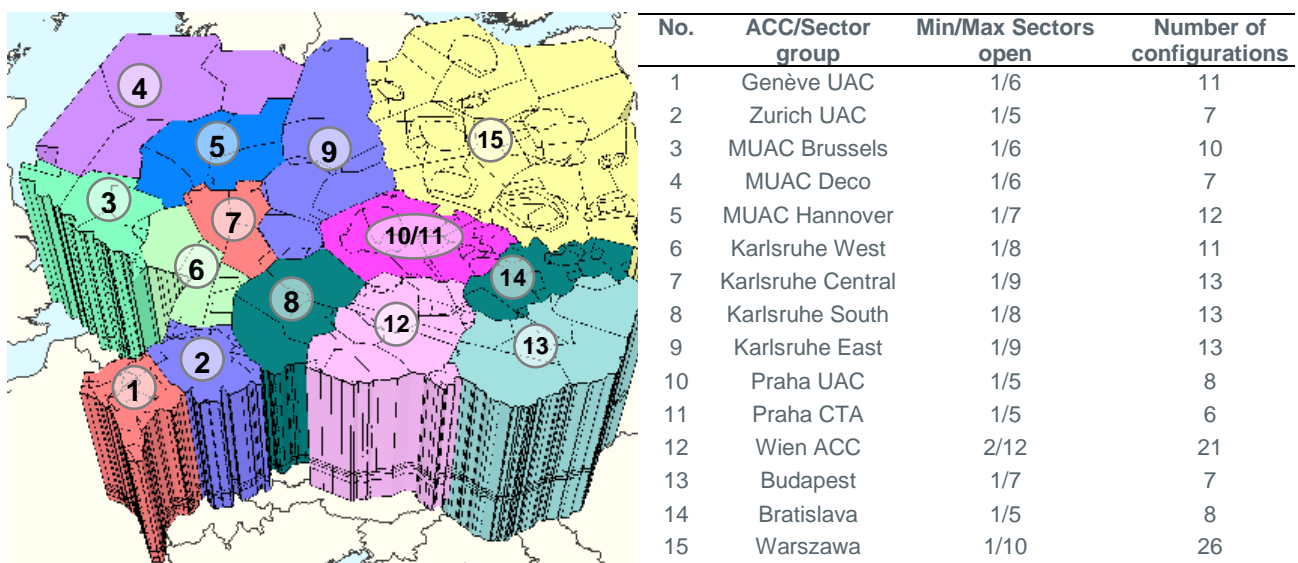 4
5
9
15
3
7
10/11
6
14
8
12
2
13
1
No. ACC/Sector group Min/Max Sectors open Number of configurations
1 Genève UAC 1/6 11
2 Zurich UAC 1/5 7
3 MUAC Brussels 1/6 10
4 MUAC Deco 1/6 7
5 MUAC Hannover 1/7 12
6 Karlsruhe West 1/8 11
7 Karlsruhe Central 1/9 13
8 Karlsruhe South 1/8 13
9 Karlsruhe East 1/9 13
10 Praha UAC 1/5 8
11 Praha CTA 1/5 6
12 Wien ACC 2/12 21
13 Budapest 1/7 7
14 Bratislava 1/5 8
15 Warszawa 1/10 26